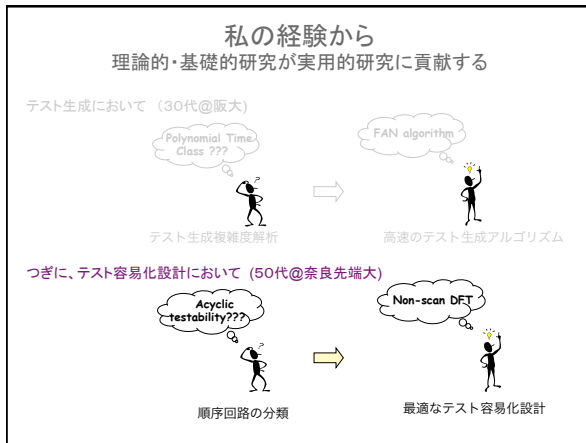 私の経験から
理論的・基礎的研究が実用的研究に貢献する
テスト生成において (30代@阪大)
Polynomial Time
Class ???
?
FAN algorithm
テスト生成複雑度解析
高速のテスト生成アルゴリズム
つぎに、テスト容易化設計において (50代@奈良先端大)
Acyclic
testability???
?
Non-scan DFT
順序回路の分類
最適なテスト容易化設計